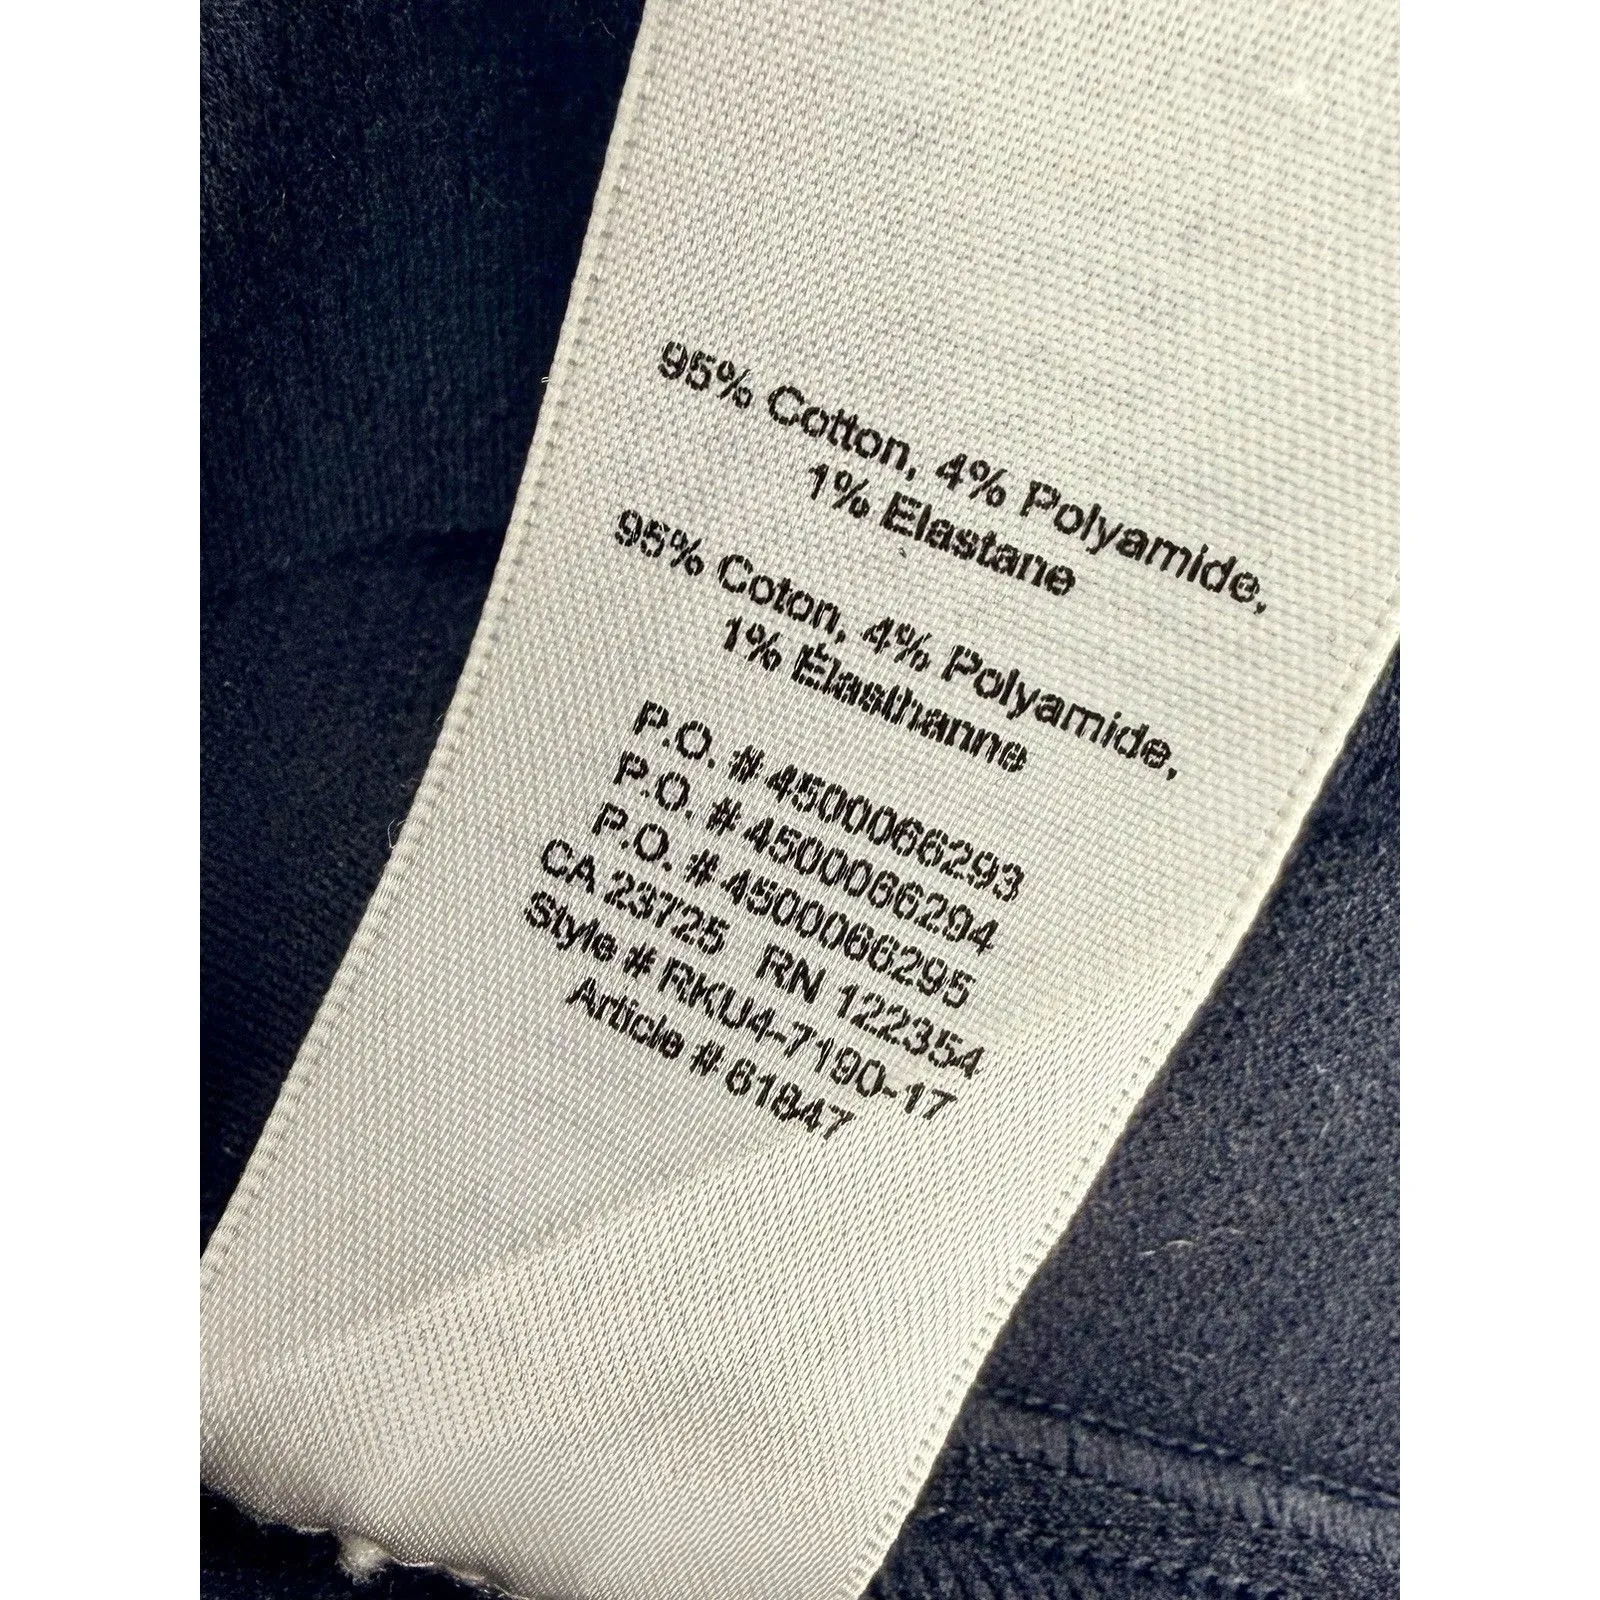 95% Cotton, 4% Polyamide,
1% Elastane
95% Coton, 4% Polyamide,
1% Élasthanne
P.O. # 4500066293
P.O. # 4500066294
P.O. # 4500066295
CA 23725 RN 122354
Style # RKU4-7190-17
Article # 61847